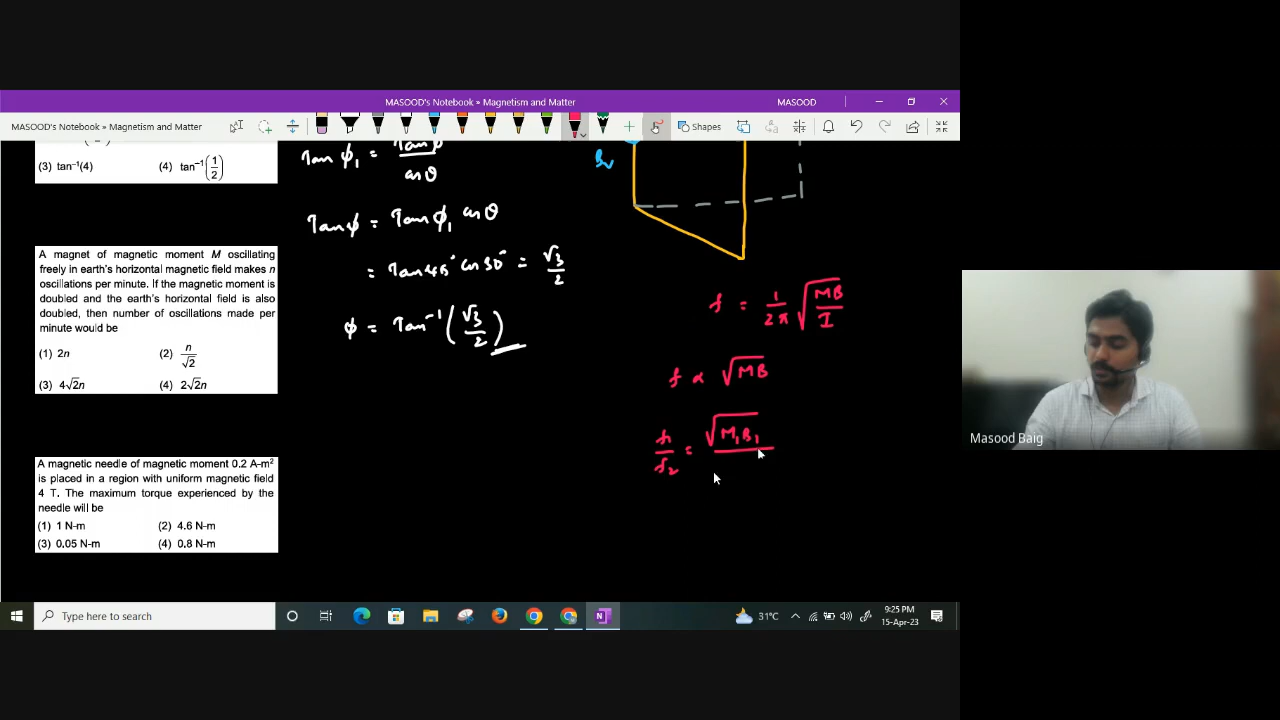 MASOOD's Notebook » Magnetism and Matter
MASOOD
MASOOD's Notebook » Magnetism and Matter
Shapes
(3) tan⁻¹(4) (4) tan⁻¹(1/2)
Tan φ₁ = Tan φ / cos θ
Tan φ = Tan φ₁ cos θ
= Tan 45° cos 30° = √3/2
φ = Tan⁻¹(√3/2)
Bv
A magnet of magnetic moment M oscillating
freely in earth's horizontal magnetic field makes n
oscillations per minute. If the magnetic moment is
doubled and the earth's horizontal field is also
doubled, then number of oscillations made per
minute would be
(1) 2n (2) n/√2
(3) 4√2n (4) 2√2n
f = 1/2π √(MB/I)
f ∝ √MB
f₁/f₂ = √M₁B₁
A magnetic needle of magnetic moment 0.2 A-m²
is placed in a region with uniform magnetic field
4 T. The maximum torque experienced by the
needle will be
(1) 1 N-m (2) 4.6 N-m
(3) 0.05 N-m (4) 0.8 N-m
Masood Baig
Type here to search
31°C
9:25 PM
15-Apr-23